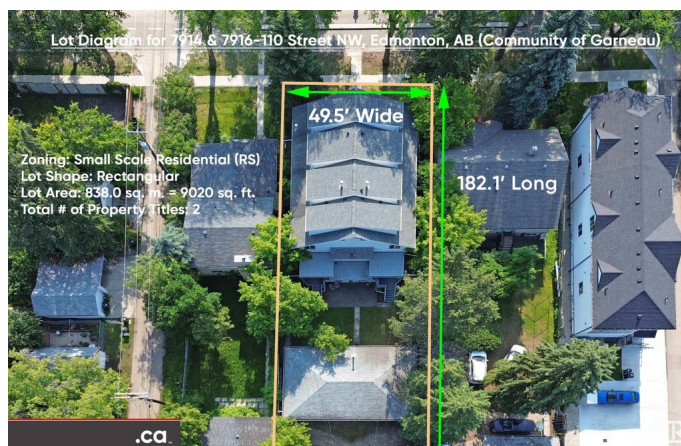 Lot Diagram for 7914 & 7916-110 Street NW, Edmonton, AB (Community of Garneau)
49.5' Wide
Zoning: Small Scale Residential (RS)
Lot Shape: Rectangular
Lot Area: 838.0 sq. m. = 9020 sq. ft.
Total # of Property Titles: 2
182.1' Long
.ca